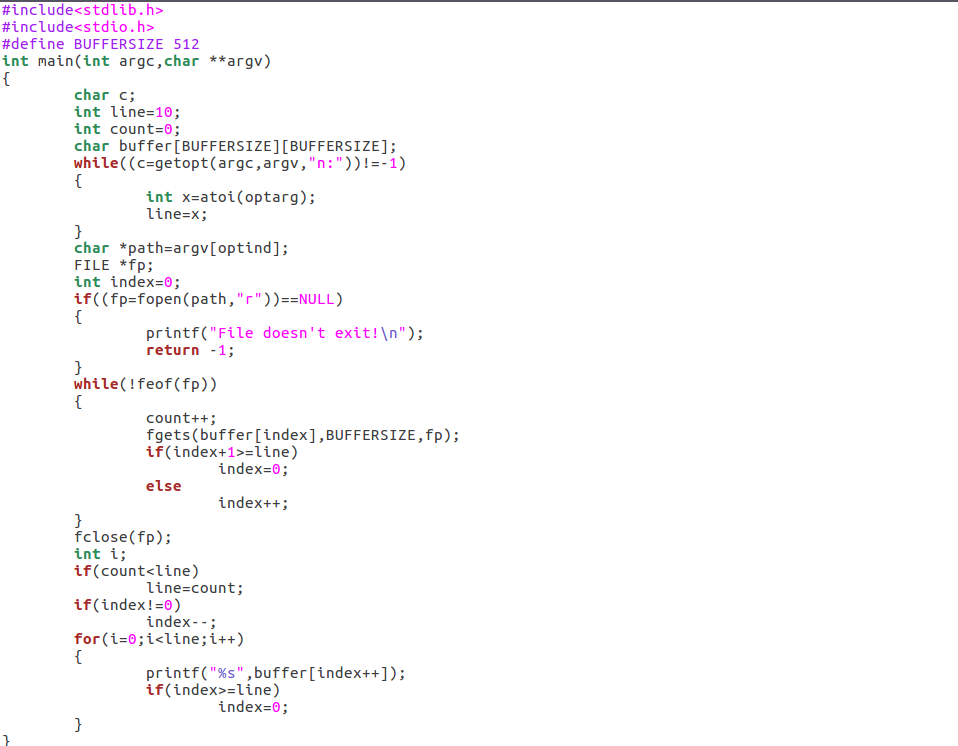 #include<stdlib.h>
#include<stdio.h>
#define BUFFERSIZE 512
int main(int argc,char **argv)
{
        char c;
        int line=10;
        int count=0;
        char buffer[BUFFERSIZE][BUFFERSIZE];
        while((c=getopt(argc,argv,"n:"))!=-1)
        {
                int x=atoi(optarg);
                line=x;
        }
        char *path=argv[optind];
        FILE *fp;
        int index=0;
        if((fp=fopen(path,"r"))==NULL)
        {
                printf("File doesn't exit!\n");
                return -1;
        }
        while(!feof(fp))
        {
                count++;
                fgets(buffer[index],BUFFERSIZE,fp);
                if(index+1>=line)
                        index=0;
                else
                        index++;
        }
        fclose(fp);
        int i;
        if(count<line)
                line=count;
        if(index!=0)
                index--;
        for(i=0;i<line;i++)
        {
                printf("%s",buffer[index++]);
                if(index>=line)
                        index=0;
        }
}